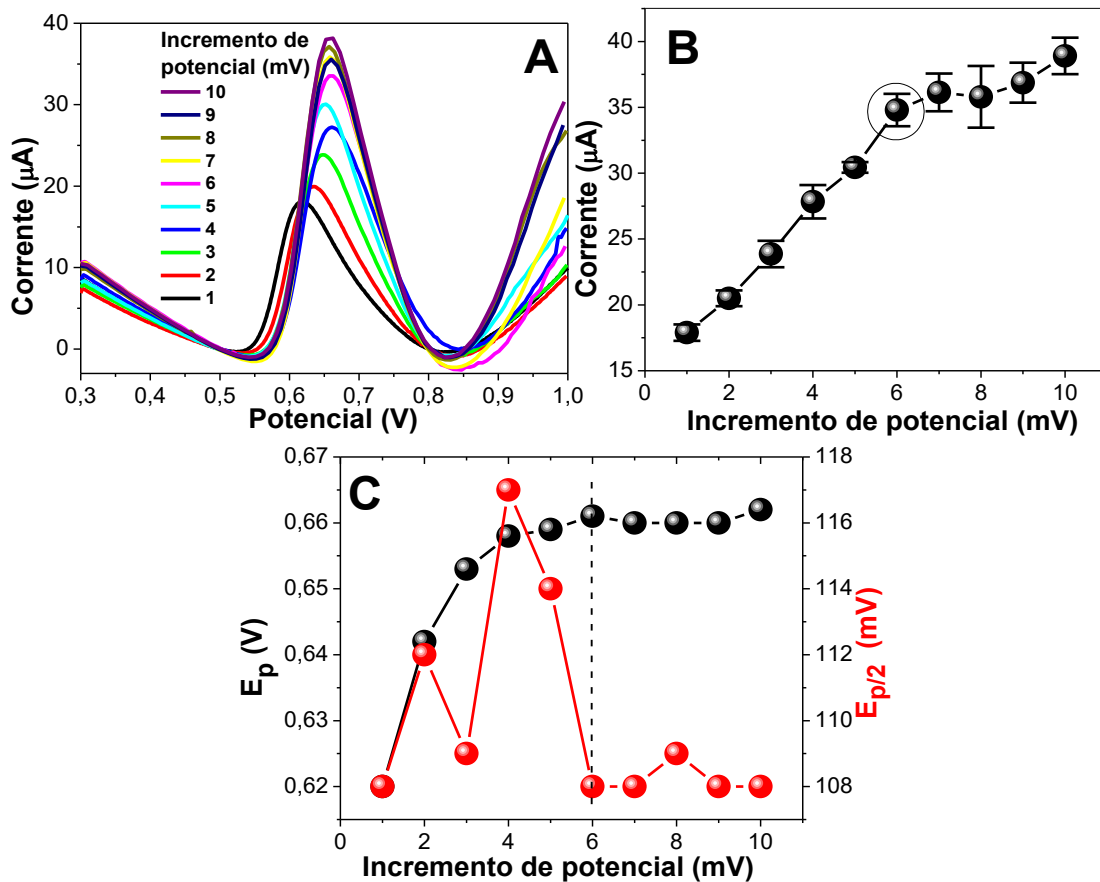 A
Incremento de
potencial (mV)
10
9
8
7
6
5
4
3
2
1
Corrente (µA)
40
30
20
10
0
0,3 0,4 0,5 0,6 0,7 0,8 0,9 1,0
Potencial (V)
B
Corrente (µA)
40
35
30
25
20
15
0 2 4 6 8 10
Incremento de potencial (mV)
C
E_p (V)
0,67
0,66
0,65
0,64
0,63
0,62
118
116
114
112
110
108
E_p/2 (mV)
0 2 4 6 8 10
Incremento de potencial (mV)